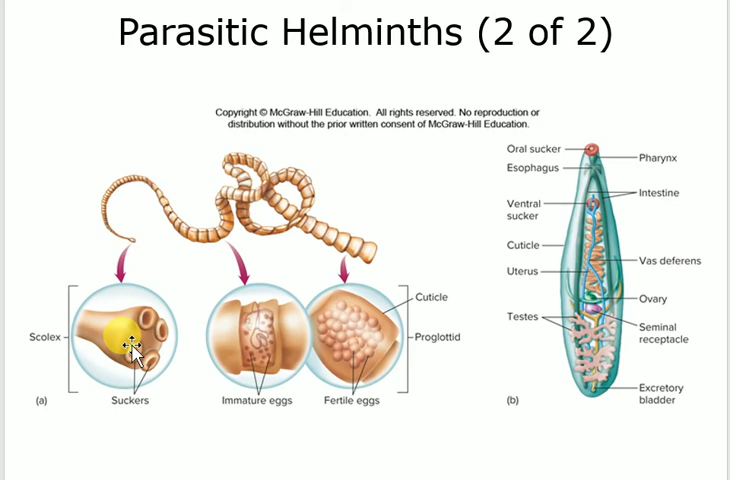 Parasitic Helminths (2 of 2)
Copyright © McGraw-Hill Education. All rights reserved. No reproduction or
distribution without the prior written consent of McGraw-Hill Education.
Scolex
Suckers
Immature eggs
Fertile eggs
Cuticle
Proglottid
(a)
Oral sucker
Esophagus
Ventral
sucker
Cuticle
Uterus
Testes
Pharynx
Intestine
Vas deferens
Ovary
Seminal
receptacle
Excretory
bladder
(b)